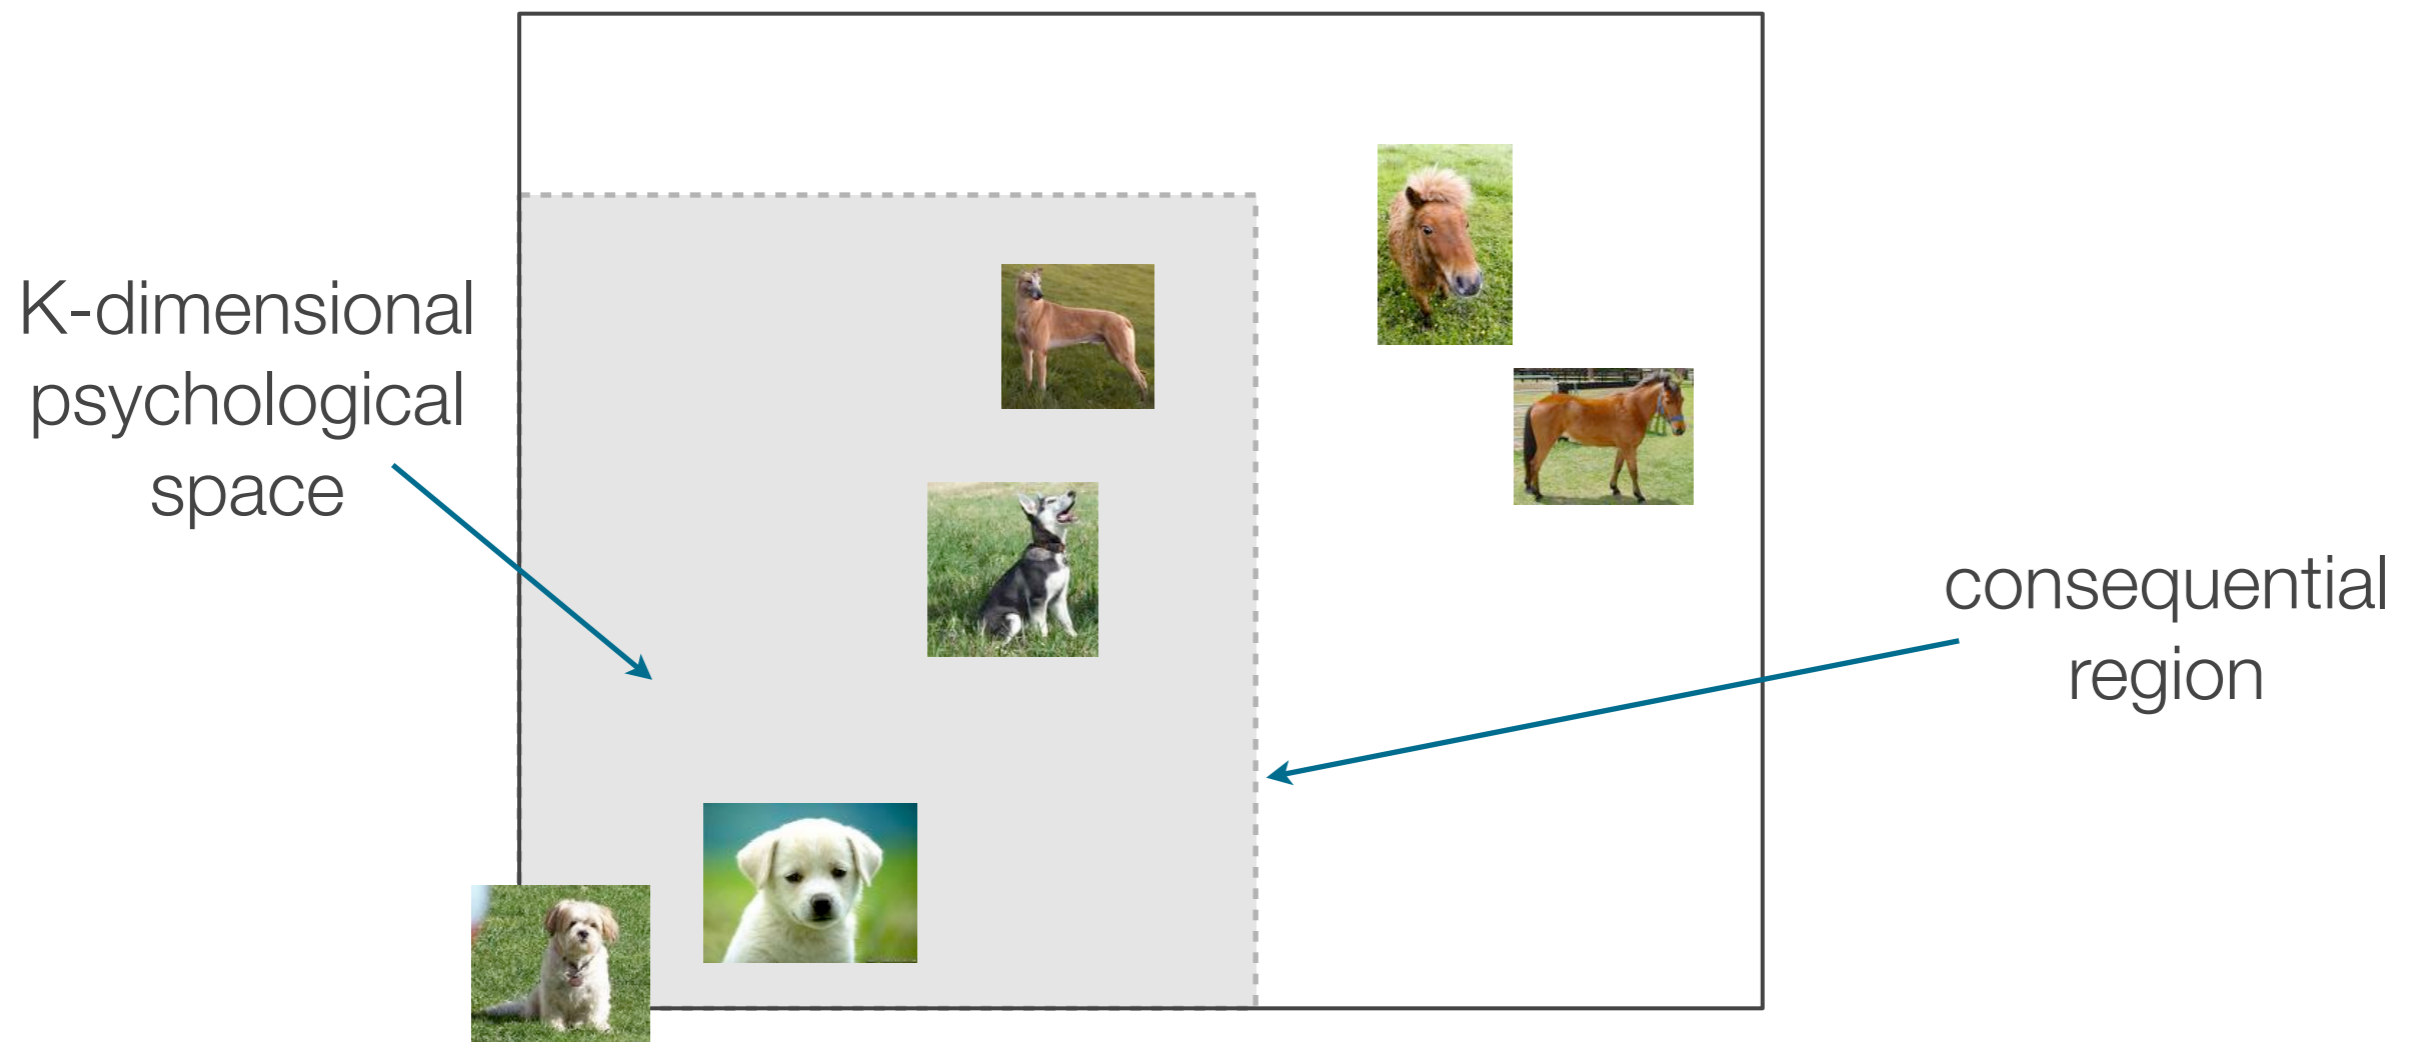 K-dimensional
psychological
space
consequential
region